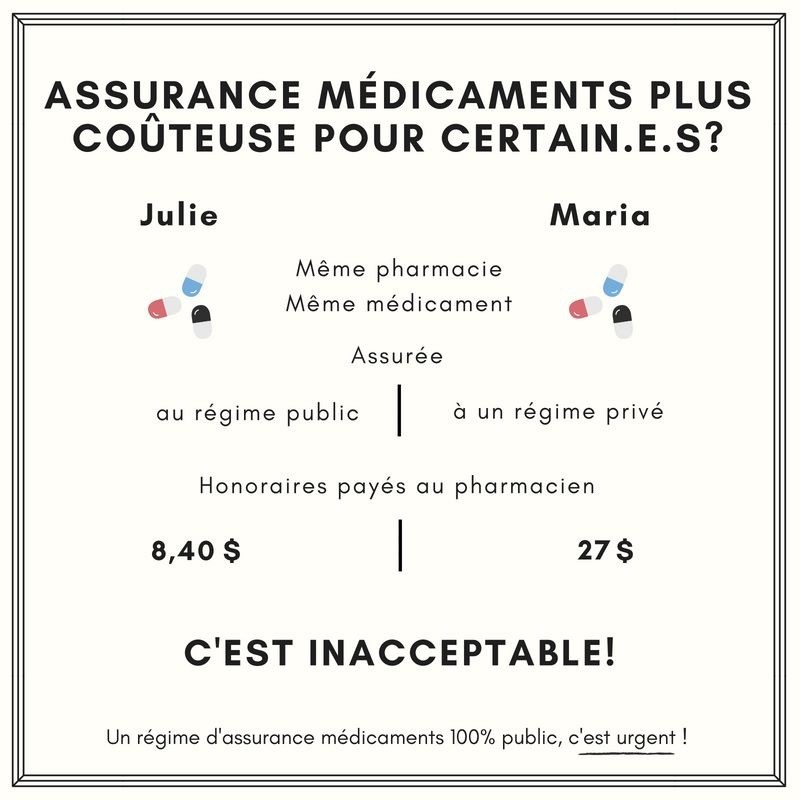 ASSURANCE MÉDICAMENTS PLUS
COÛTEUSE POUR CERTAIN.E.S?
Julie
Maria
Même pharmacie
Même médicament
Assurée
au régime public
à un régime privé
Honoraires payés au pharmacien
8,40 $
27 $
C'EST INACCEPTABLE!
Un régime d'assurance médicaments 100% public, c'est urgent !